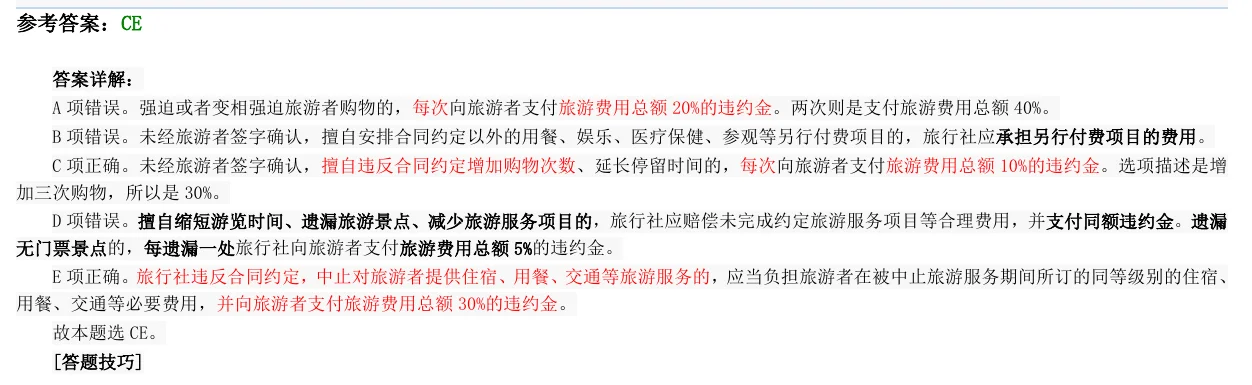 参考答案：CE
答案详解：
A 项错误。强迫或者变相强迫旅游者购物的，每次向旅游者支付旅游费用总额 20%的违约金。两次则是支付旅游费用总额 40%。
B 项错误。未经旅游者签字确认，擅自安排合同约定以外的用餐、娱乐、医疗保健、参观等另行付费项目的，旅行社应承担另行付费项目的费用。
C 项正确。未经旅游者签字确认，擅自违反合同约定增加购物次数、延长停留时间的，每次向旅游者支付旅游费用总额 10%的违约金。选项描述是增
加三次购物，所以是 30%。
D 项错误。擅自缩短游览时间、遗漏旅游景点、减少旅游服务项目的，旅行社应赔偿未完成约定旅游服务项目等合理费用，并支付同额违约金。遗漏
无门票景点的，每遗漏一处旅行社向旅游者支付旅游费用总额 5%的违约金。
E 项正确。旅行社违反合同约定，中止对旅游者提供住宿、用餐、交通等旅游服务的，应当负担旅游者在被中止旅游服务期间所订的同等级别的住宿、
用餐、交通等必要费用，并向旅游者支付旅游费用总额 30%的违约金。
故本题选 CE。
[答题技巧]